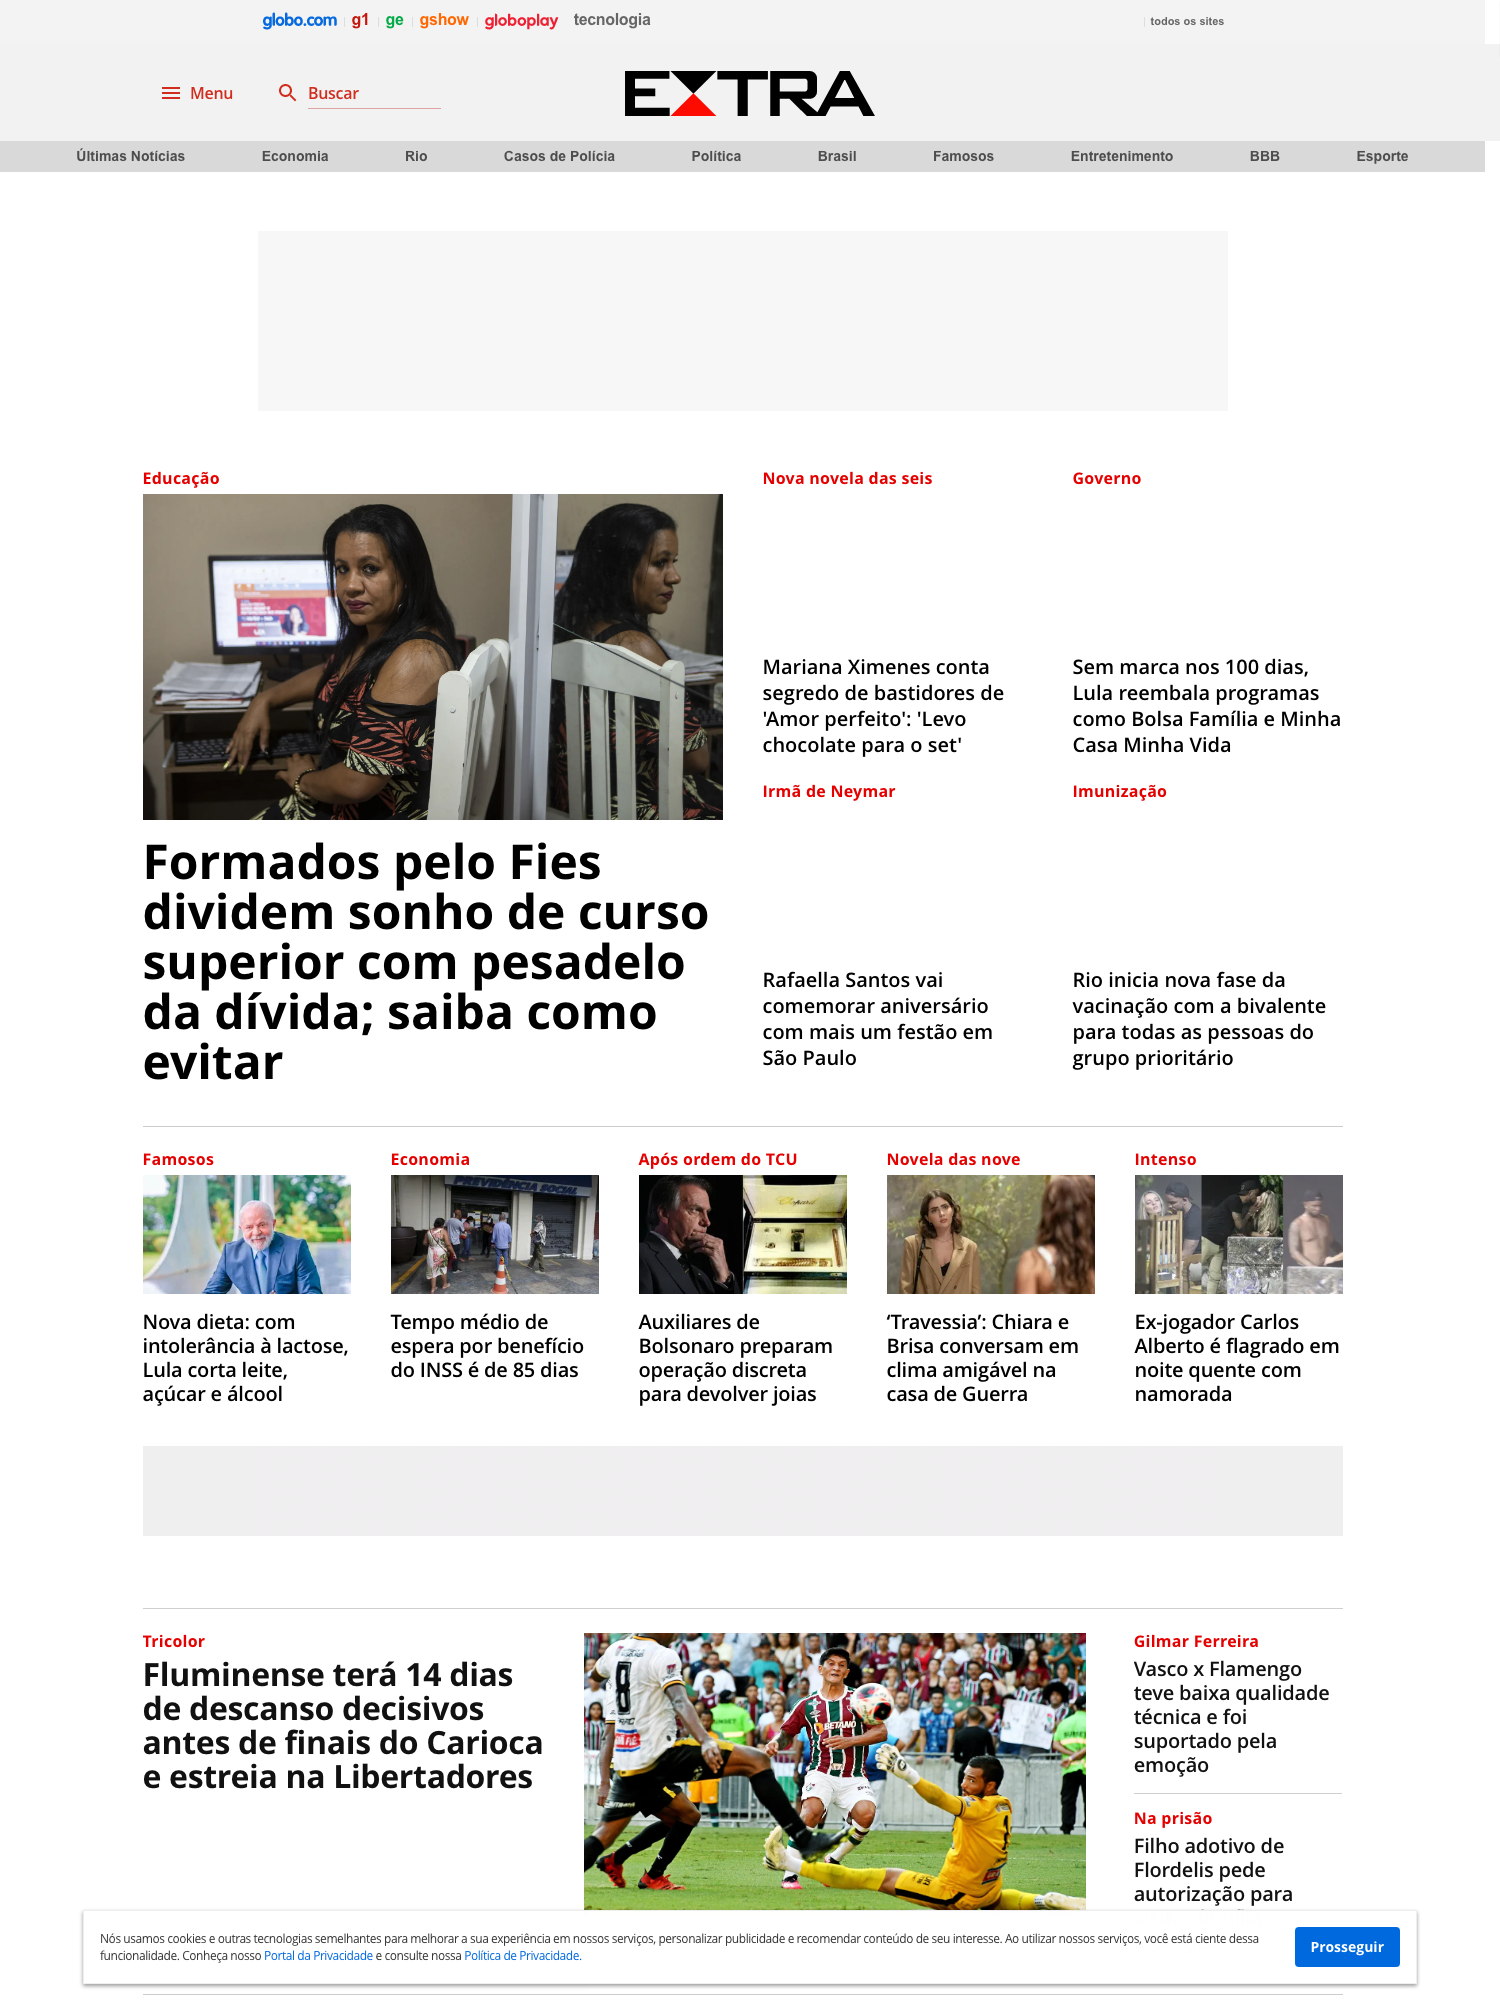 globo.com g1 ge gshow globoplay tecnologia todos os sites
Menu Buscar EXTRA
Últimas Notícias Economia Rio Casos de Polícia Política Brasil Famosos Entretenimento BBB Esporte
Educação
PREVIDÊNCIA SOCIAL
Formados pelo Fies
dividem sonho de curso
superior com pesadelo
da dívida; saiba como
evitar
Nova novela das seis
Mariana Ximenes conta
segredo de bastidores de
'Amor perfeito': 'Levo
chocolate para o set'
Governo
Sem marca nos 100 dias,
Lula reembala programas
como Bolsa Família e Minha
Casa Minha Vida
Irmã de Neymar
Rafaella Santos vai
comemorar aniversário
com mais um festão em
São Paulo
Imunização
Rio inicia nova fase da
vacinação com a bivalente
para todas as pessoas do
grupo prioritário
Famosos
Nova dieta: com
intolerância à lactose,
Lula corta leite,
açúcar e álcool
Economia
Tempo médio de
espera por benefício
do INSS é de 85 dias
Após ordem do TCU
Chopard
Auxiliares de
Bolsonaro preparam
operação discreta
para devolver joias
Novela das nove
‘Travessia’: Chiara e
Brisa conversam em
clima amigável na
casa de Guerra
Intenso
Ex-jogador Carlos
Alberto é flagrado em
noite quente com
namorada
Tricolor
Fluminense terá 14 dias
de descanso decisivos
antes de finais do Carioca
e estreia na Libertadores
8
BETANO
1
Gilmar Ferreira
Vasco x Flamengo
teve baixa qualidade
técnica e foi
suportado pela
emoção
Na prisão
Filho adotivo de
Flordelis pede
autorização para
Nós usamos cookies e outras tecnologias semelhantes para melhorar a sua experiência em nossos serviços, personalizar publicidade e recomendar conteúdo de seu interesse. Ao utilizar nossos serviços, você está ciente dessa
funcionalidade. Conheça nosso Portal da Privacidade e consulte nossa Política de Privacidade.
Prosseguir